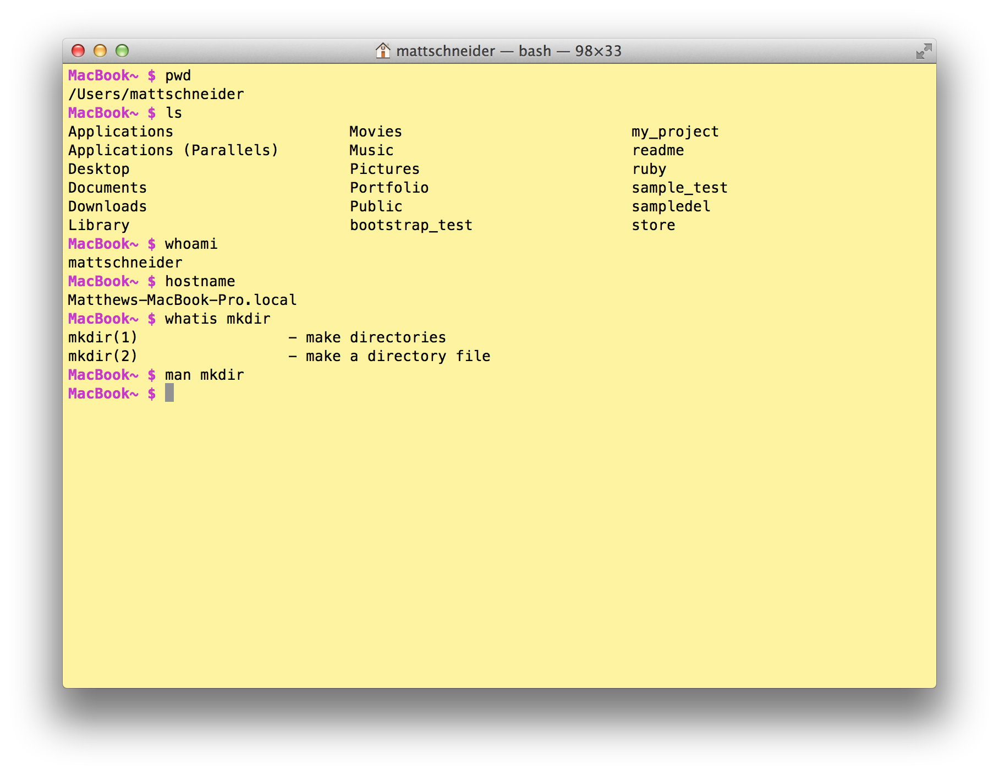 mattschneider — bash — 98×33
MacBook~ $ pwd
/Users/mattschneider
MacBook~ $ ls
Applications Movies my_project
Applications (Parallels) Music readme
Desktop Pictures ruby
Documents Portfolio sample_test
Downloads Public sampledel
Library bootstrap_test store
MacBook~ $ whoami
mattschneider
MacBook~ $ hostname
Matthews-MacBook-Pro.local
MacBook~ $ whatis mkdir
mkdir(1) - make directories
mkdir(2) - make a directory file
MacBook~ $ man mkdir
MacBook~ $